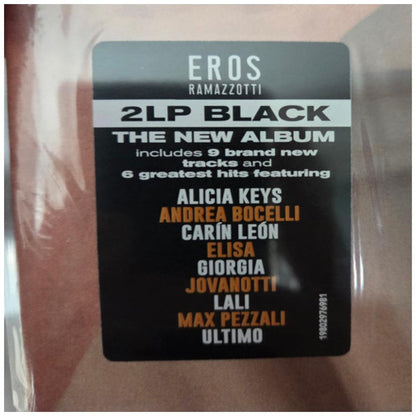 EROS
RAMAZZOTTI
2LP BLACK
THE NEW ALBUM
includes 9 brand new
tracks and
6 greatest hits featuring
ALICIA KEYS
ANDREA BOCELLI
CARÍN LEÓN
ELISA
GIORGIA
JOVANOTTI
LALI
MAX PEZZALI
ULTIMO
19802976981